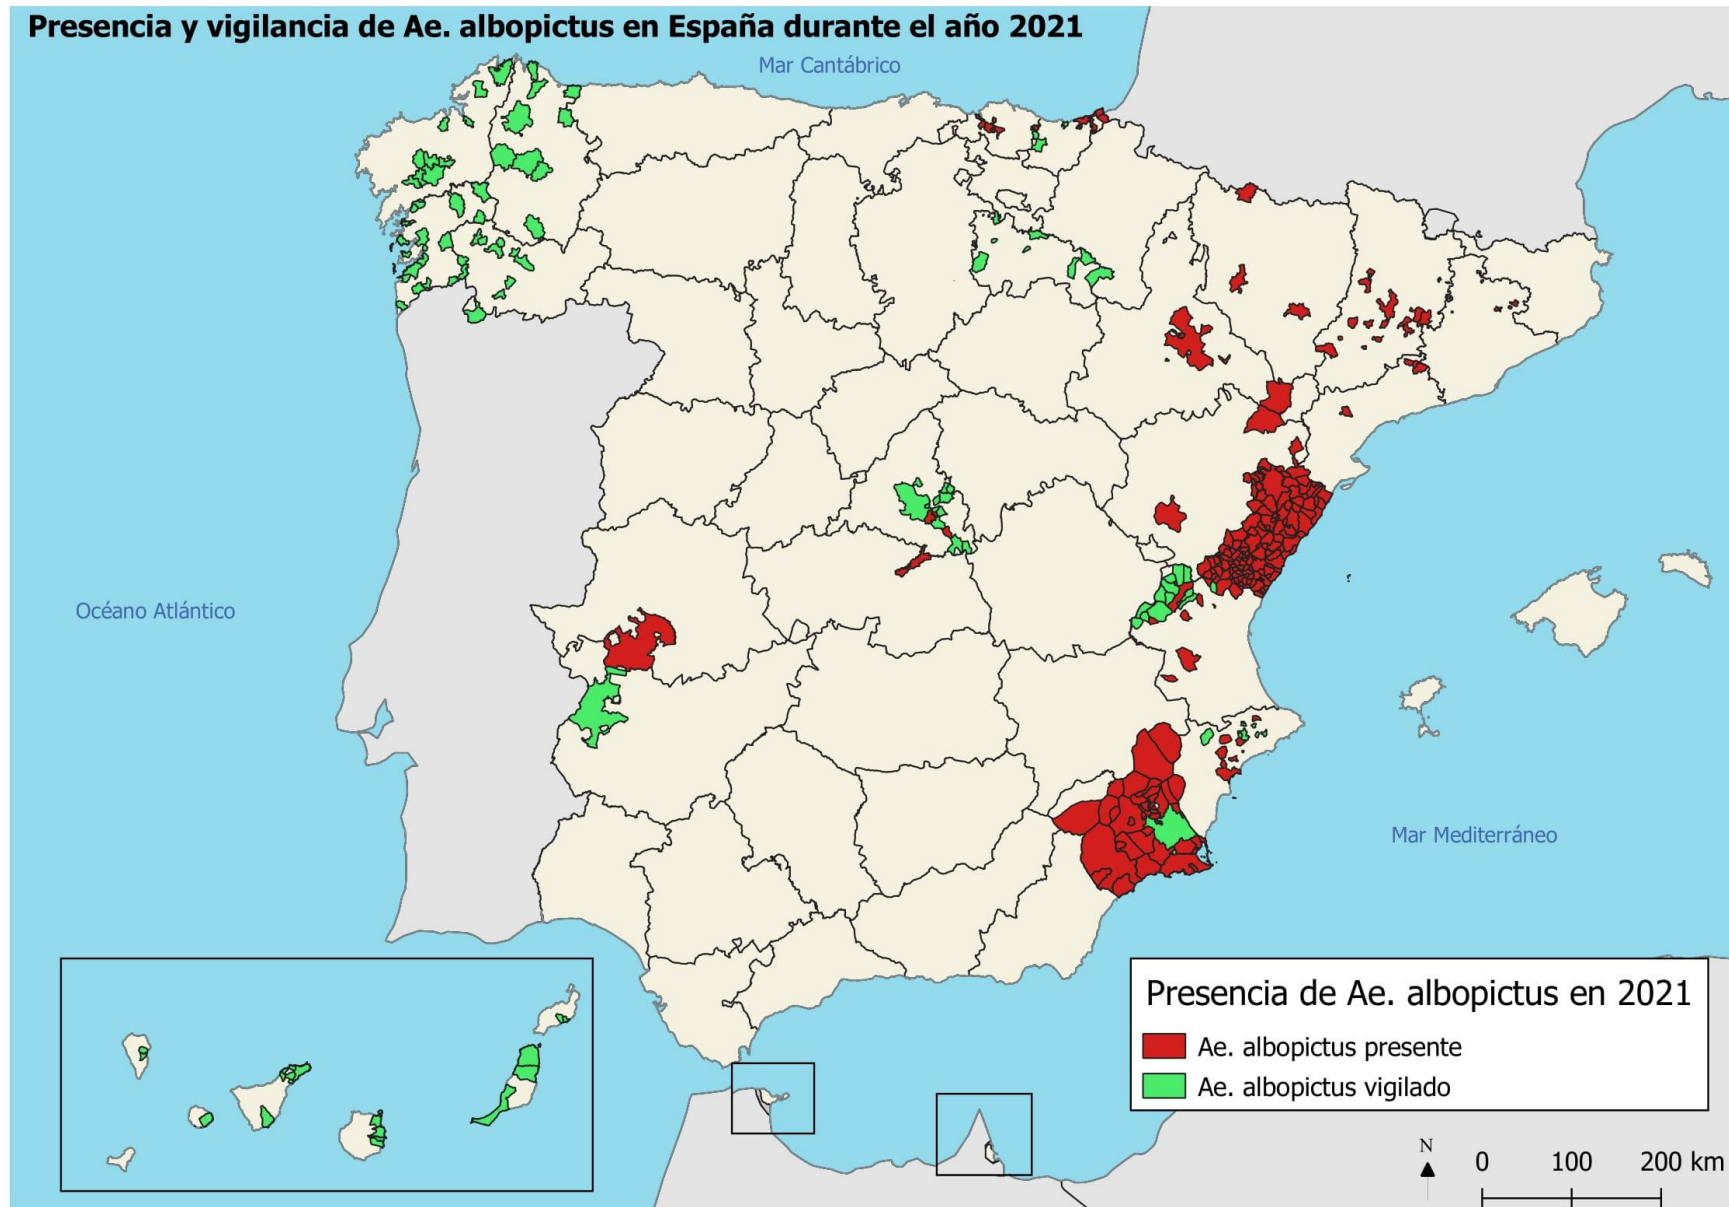 Presencia y vigilancia de Ae. albopictus en España durante el año 2021
Mar Cantábrico
Océano Atlántico
Mar Mediterráneo
Presencia de Ae. albopictus en 2021
Ae. albopictus presente
Ae. albopictus vigilado
N
0 100 200 km